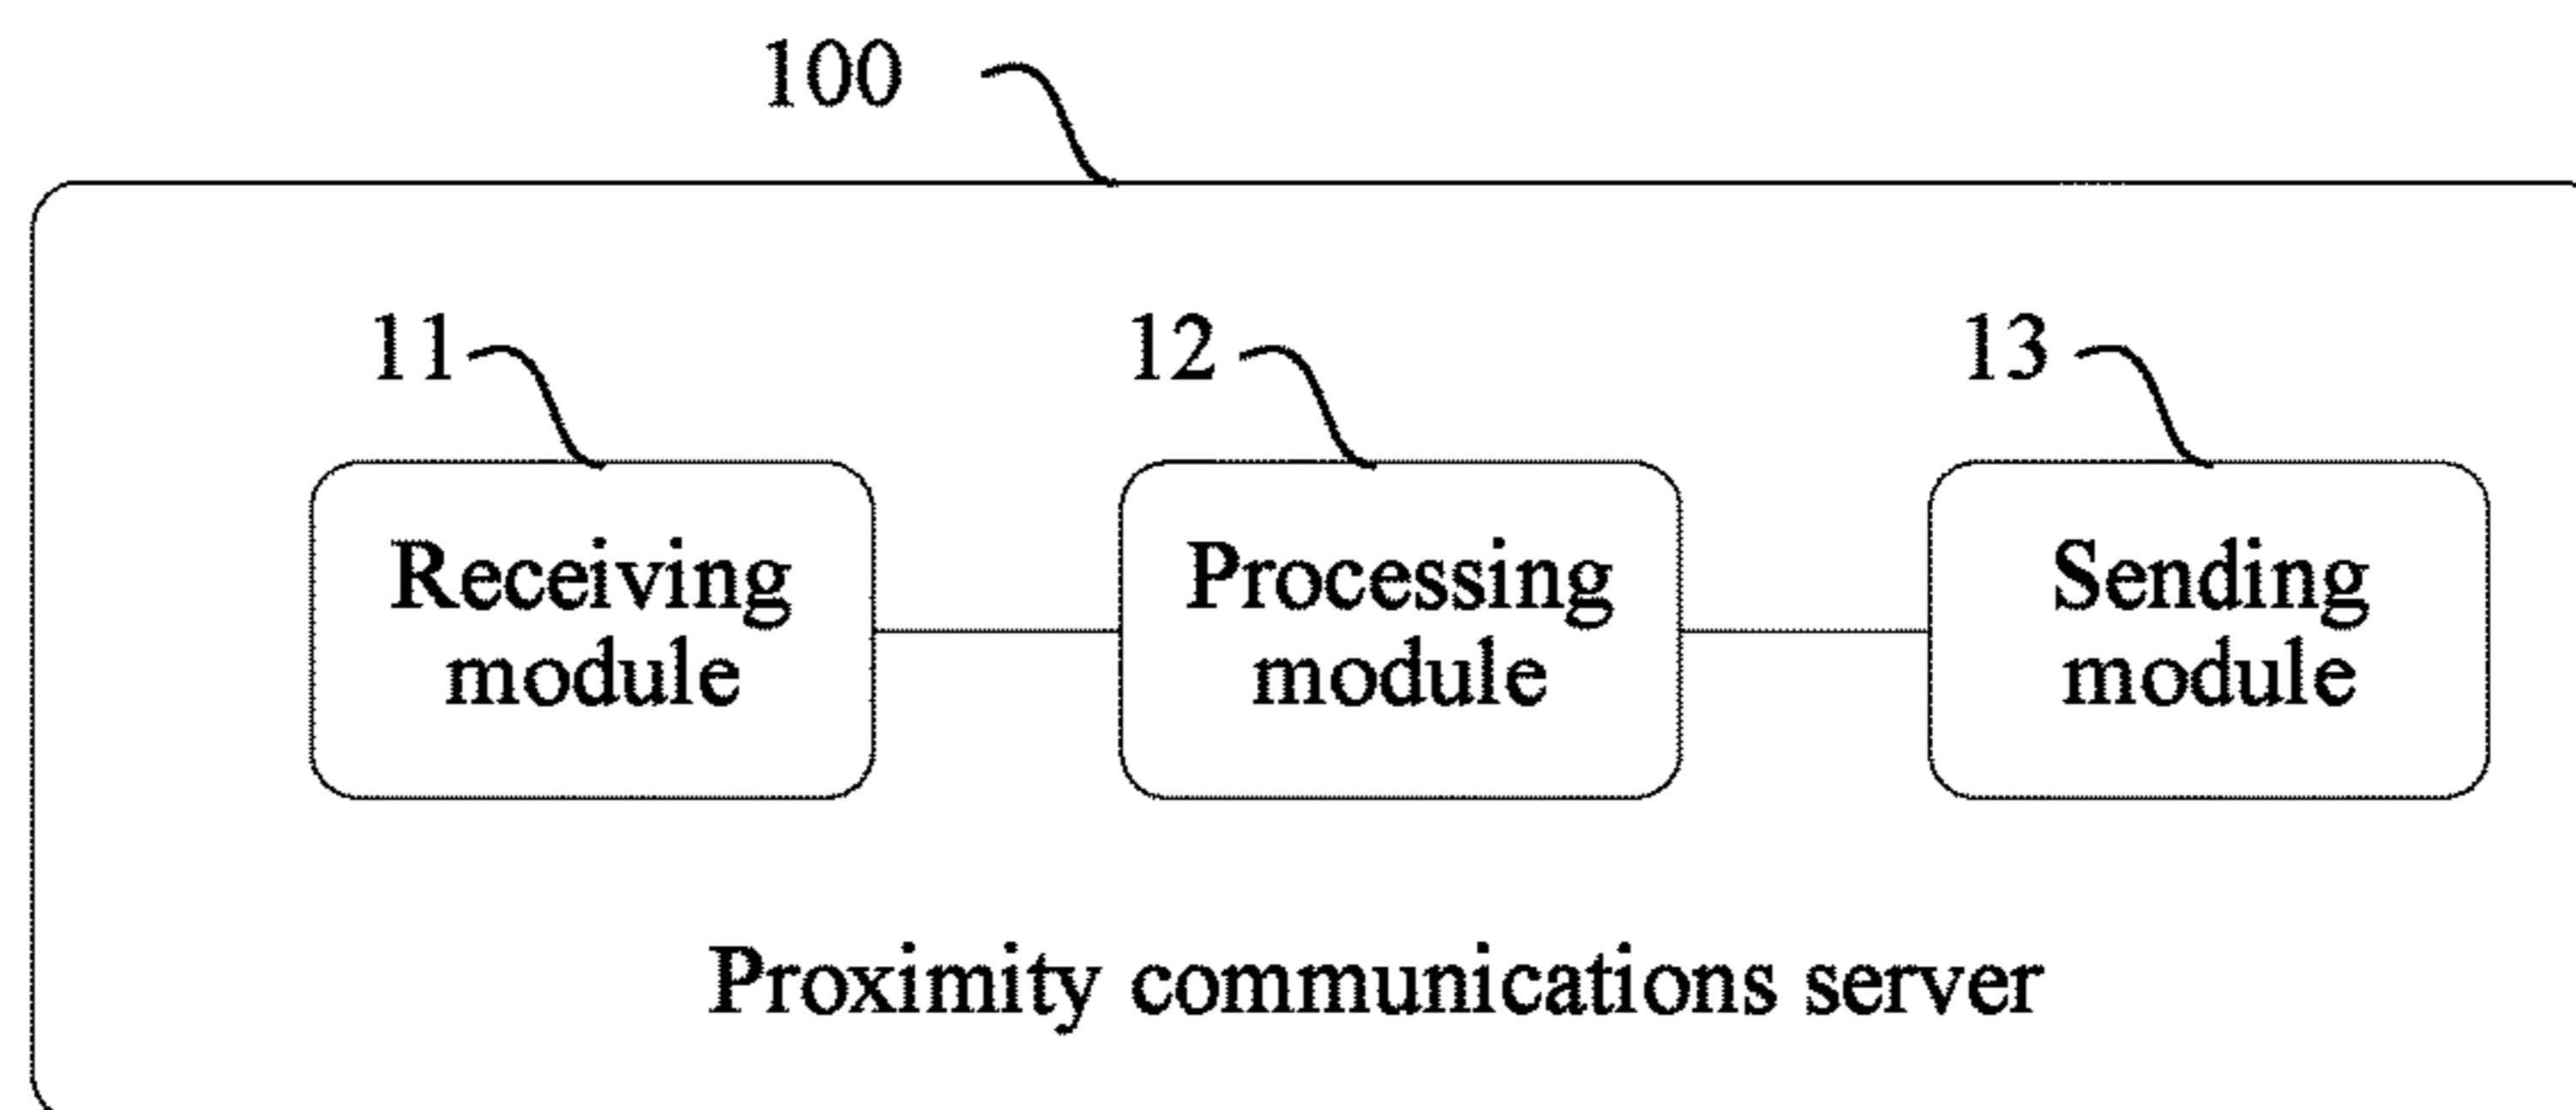 100
11
12
13
Receiving
module
Processing
module
Sending
module
Proximity communications server